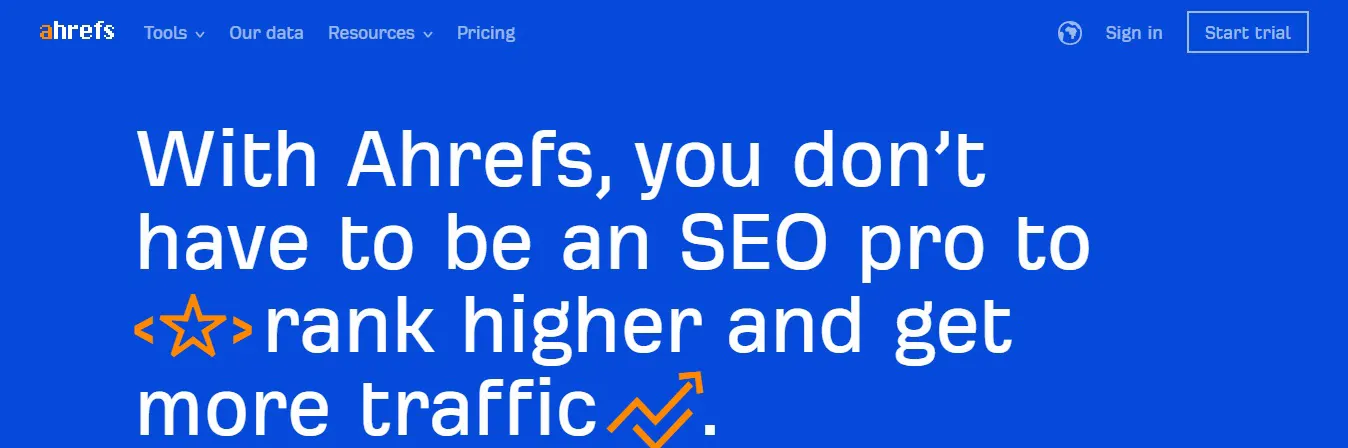 ahrefs Tools Our data Resources Pricing Sign in Start trial
With Ahrefs, you don’t
have to be an SEO pro to
rank higher and get
more traffic.